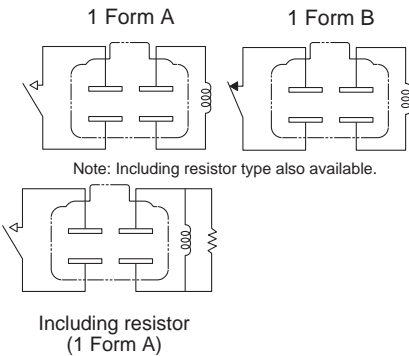 1 Form A
1 Form B
Note: Including resistor type also available.
Including resistor
(1 Form A)